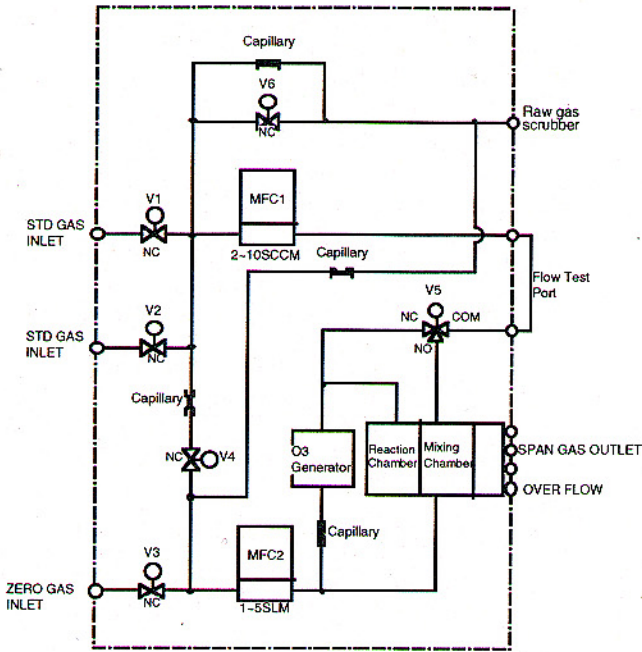 Capillary
V6
NC
Raw gas
scrubber
V1
MFC1
STD GAS
INLET
NC
2~10SCCM
Capillary
Flow Test
Port
V5
NC
COM
NO
V2
STD GAS
INLET
NC
Capillary
NC
V4
O3
Generator
Reaction
Chamber
Mixing
Chamber
SPAN GAS OUTLET
OVER FLOW
Capillary
V3
MFC2
ZERO GAS
INLET
NC
1~5SLM